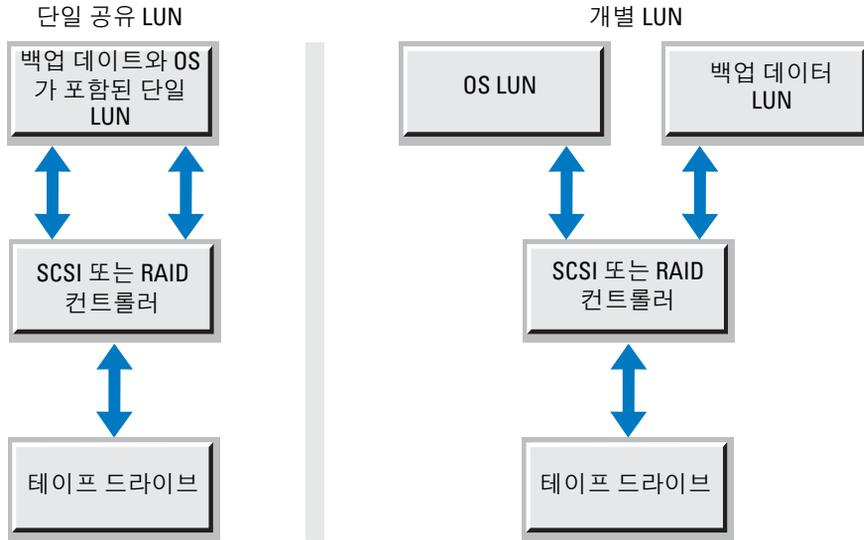 단일 공유 LUN
백업 데이트와 OS
가 포함된 단일
LUN
SCSI 또는 RAID
컨트롤러
테이프 드라이브
개별 LUN
OS LUN
백업 데이터
LUN
SCSI 또는 RAID
컨트롤러
테이프 드라이브